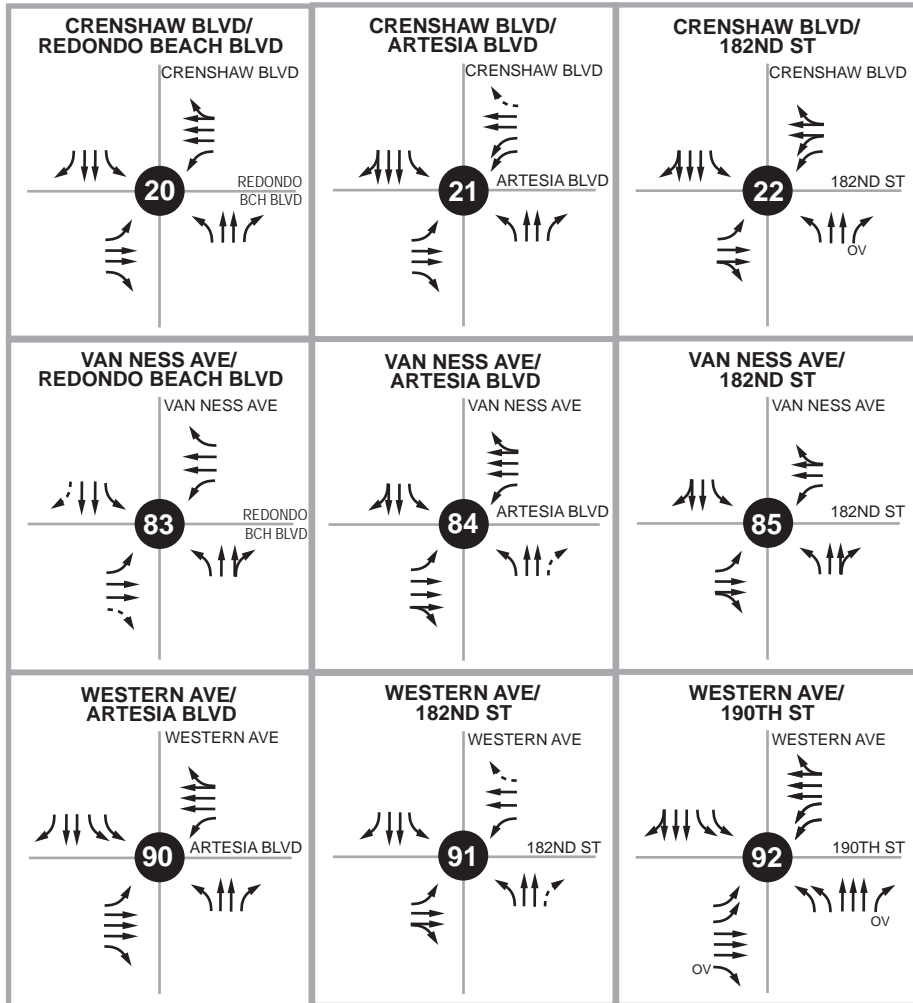 CRENSHAW BLVD/
REDONDO BEACH BLVD
CRENSHAW BLVD
20
REDONDO
BCH BLVD
CRENSHAW BLVD/
ARTESIA BLVD
CRENSHAW BLVD
21
ARTESIA BLVD
CRENSHAW BLVD/
182ND ST
CRENSHAW BLVD
22
182ND ST
OV
VAN NESS AVE/
REDONDO BEACH BLVD
VAN NESS AVE
83
REDONDO
BCH BLVD
VAN NESS AVE/
ARTESIA BLVD
VAN NESS AVE
84
ARTESIA BLVD
VAN NESS AVE/
182ND ST
VAN NESS AVE
85
182ND ST
WESTERN AVE/
ARTESIA BLVD
WESTERN AVE
90
ARTESIA BLVD
WESTERN AVE/
182ND ST
WESTERN AVE
91
182ND ST
WESTERN AVE/
190TH ST
WESTERN AVE
92
190TH ST
OV
OV